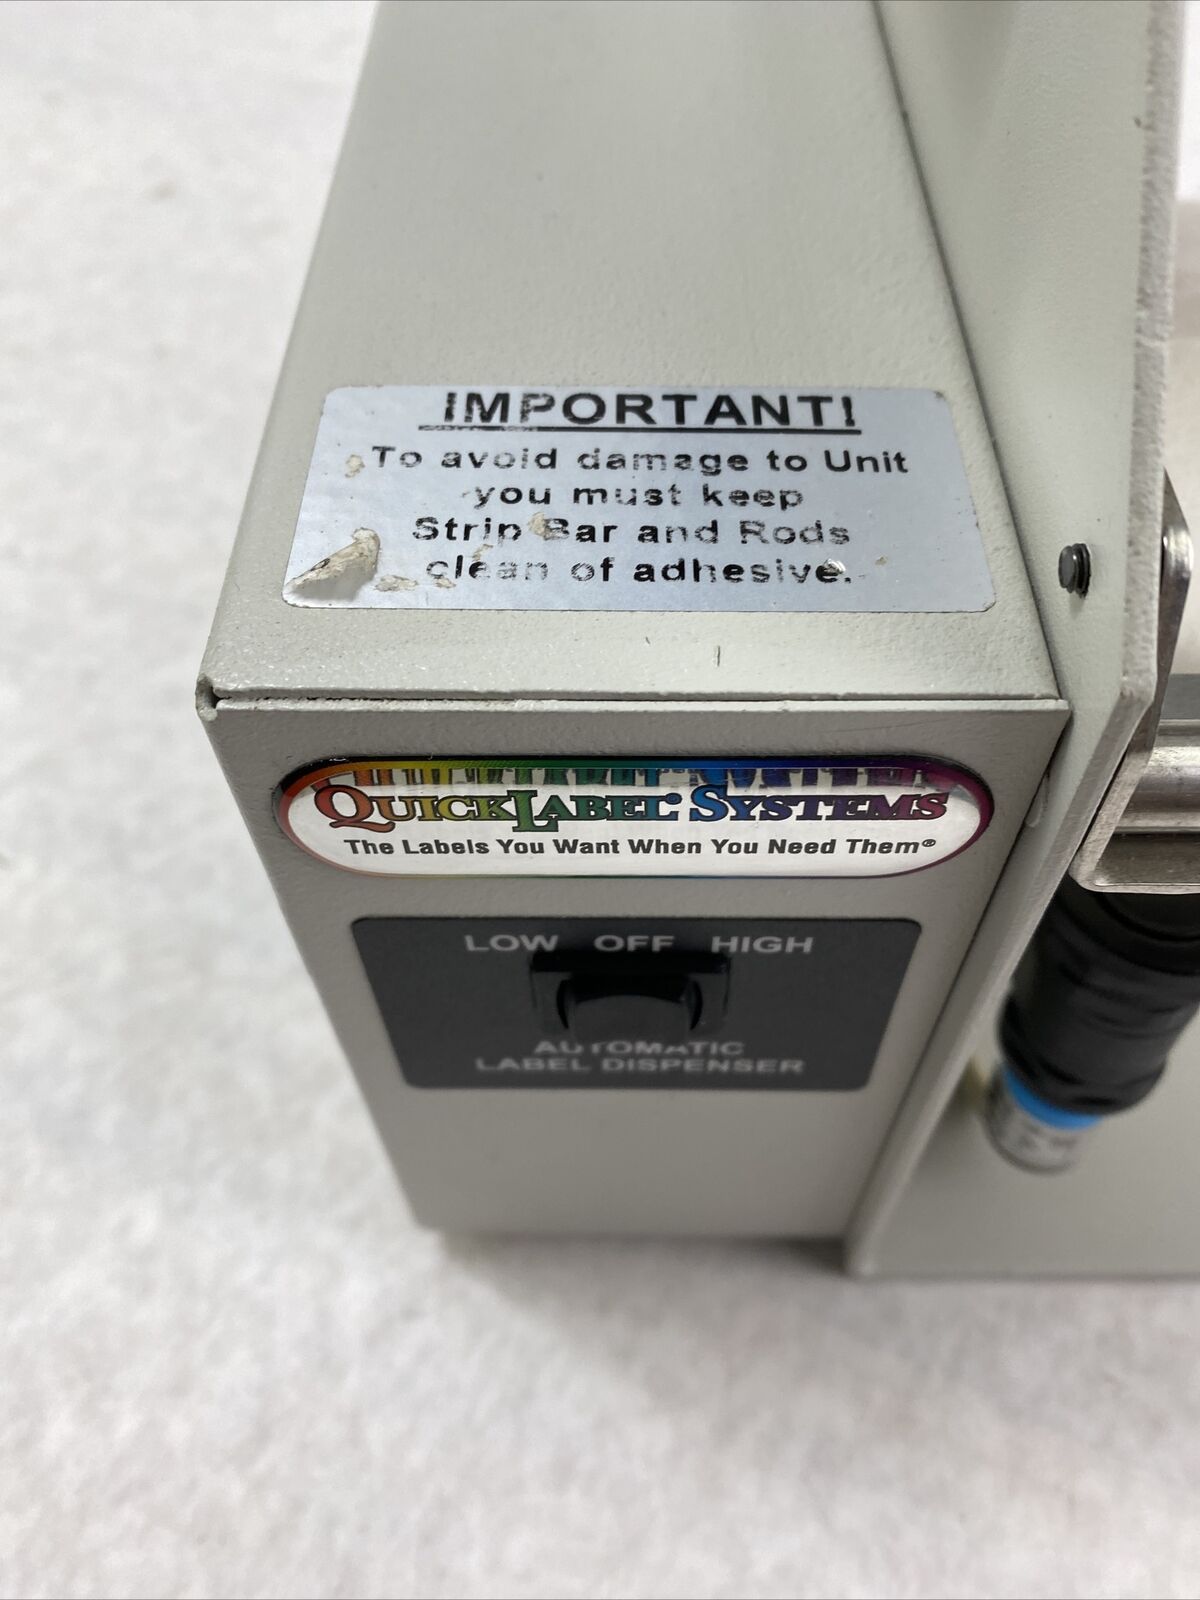 IMPORTANT!
To avoid damage to Unit
you must keep
Strip Bar and Rods
clean of adhesive.
QUICKLABEL® SYSTEMS
The Labels You Want When You Need Them®
LOW OFF HIGH
AUTOMATIC
LABEL DISPENSER